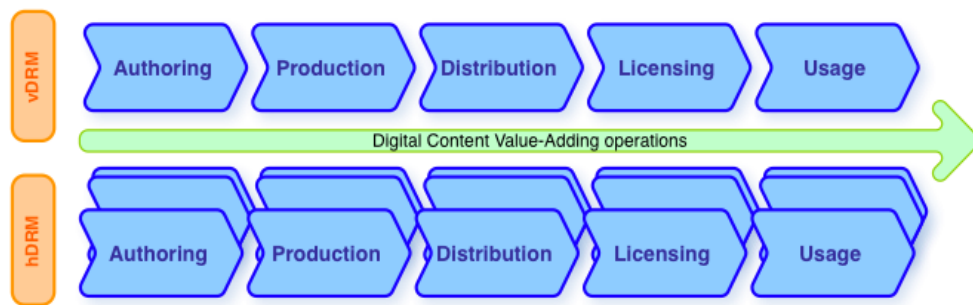 vDRM
Authoring
Production
Distribution
Licensing
Usage
Digital Content Value-Adding operations
hDRM
Authoring
Production
Distribution
Licensing
Usage